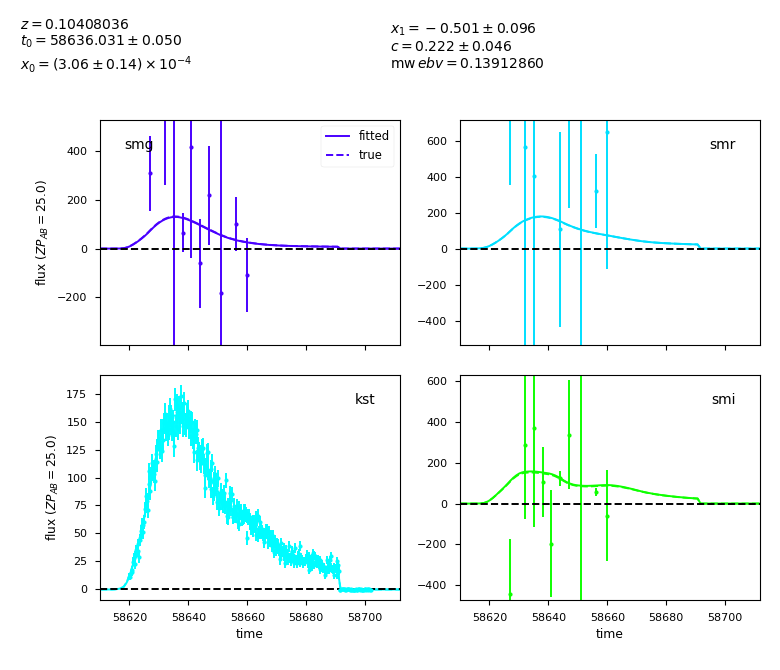 z = 0.10408036
t0 = 58636.031 ± 0.050
x0 = (3.06 ± 0.14) × 10^−4
x1 = −0.501 ± 0.096
c = 0.222 ± 0.046
mw ebv = 0.13912860
smg
fitted
true
400
200
0
−200
flux (ZP_AB = 25.0)
smr
600
400
200
0
−200
−400
kst
175
150
125
100
75
50
25
0
flux (ZP_AB = 25.0)
58620 58640 58660 58680 58700
time
smi
600
400
200
0
−200
−400
58620 58640 58660 58680 58700
time